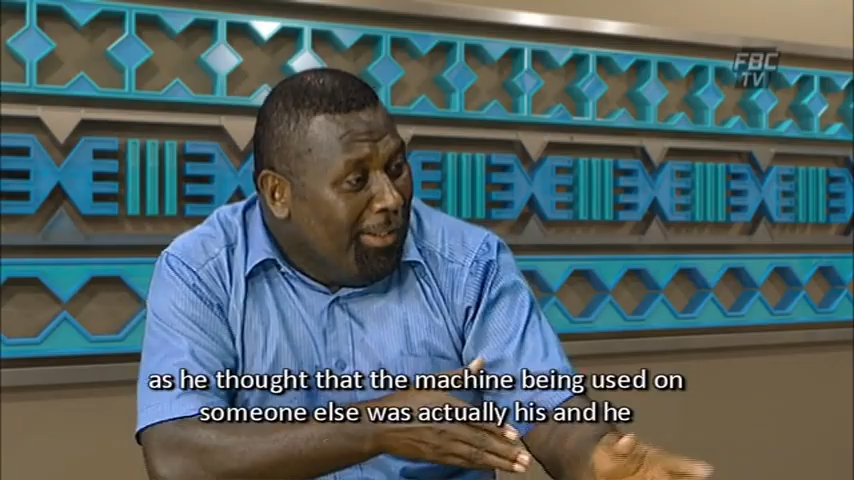 FBC
TV
as he thought that the machine being used on
someone else was actually his and he